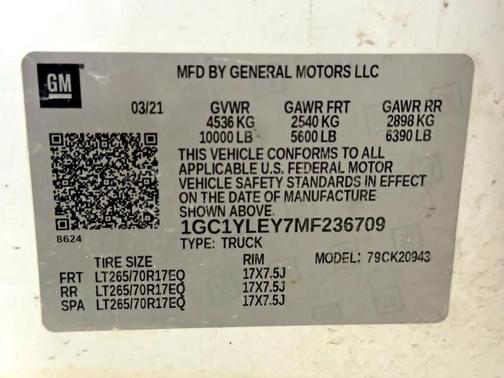 GM
MFD BY GENERAL MOTORS LLC
03/21 GVWR GAWR FRT GAWR RR
4536 KG 2540 KG 2898 KG
10000 LB 5600 LB 6390 LB
THIS VEHICLE CONFORMS TO ALL
APPLICABLE U.S. FEDERAL MOTOR
VEHICLE SAFETY STANDARDS IN EFFECT
ON THE DATE OF MANUFACTURE
SHOWN ABOVE.
1GC1YLEY7MF236709
8624
TYPE: TRUCK
TIRE SIZE RIM MODEL: 79CK20943
FRT LT265/70R17EQ 17X7.5J
RR LT265/70R17EQ 17X7.5J
SPA LT265/70R17EQ 17X7.5J